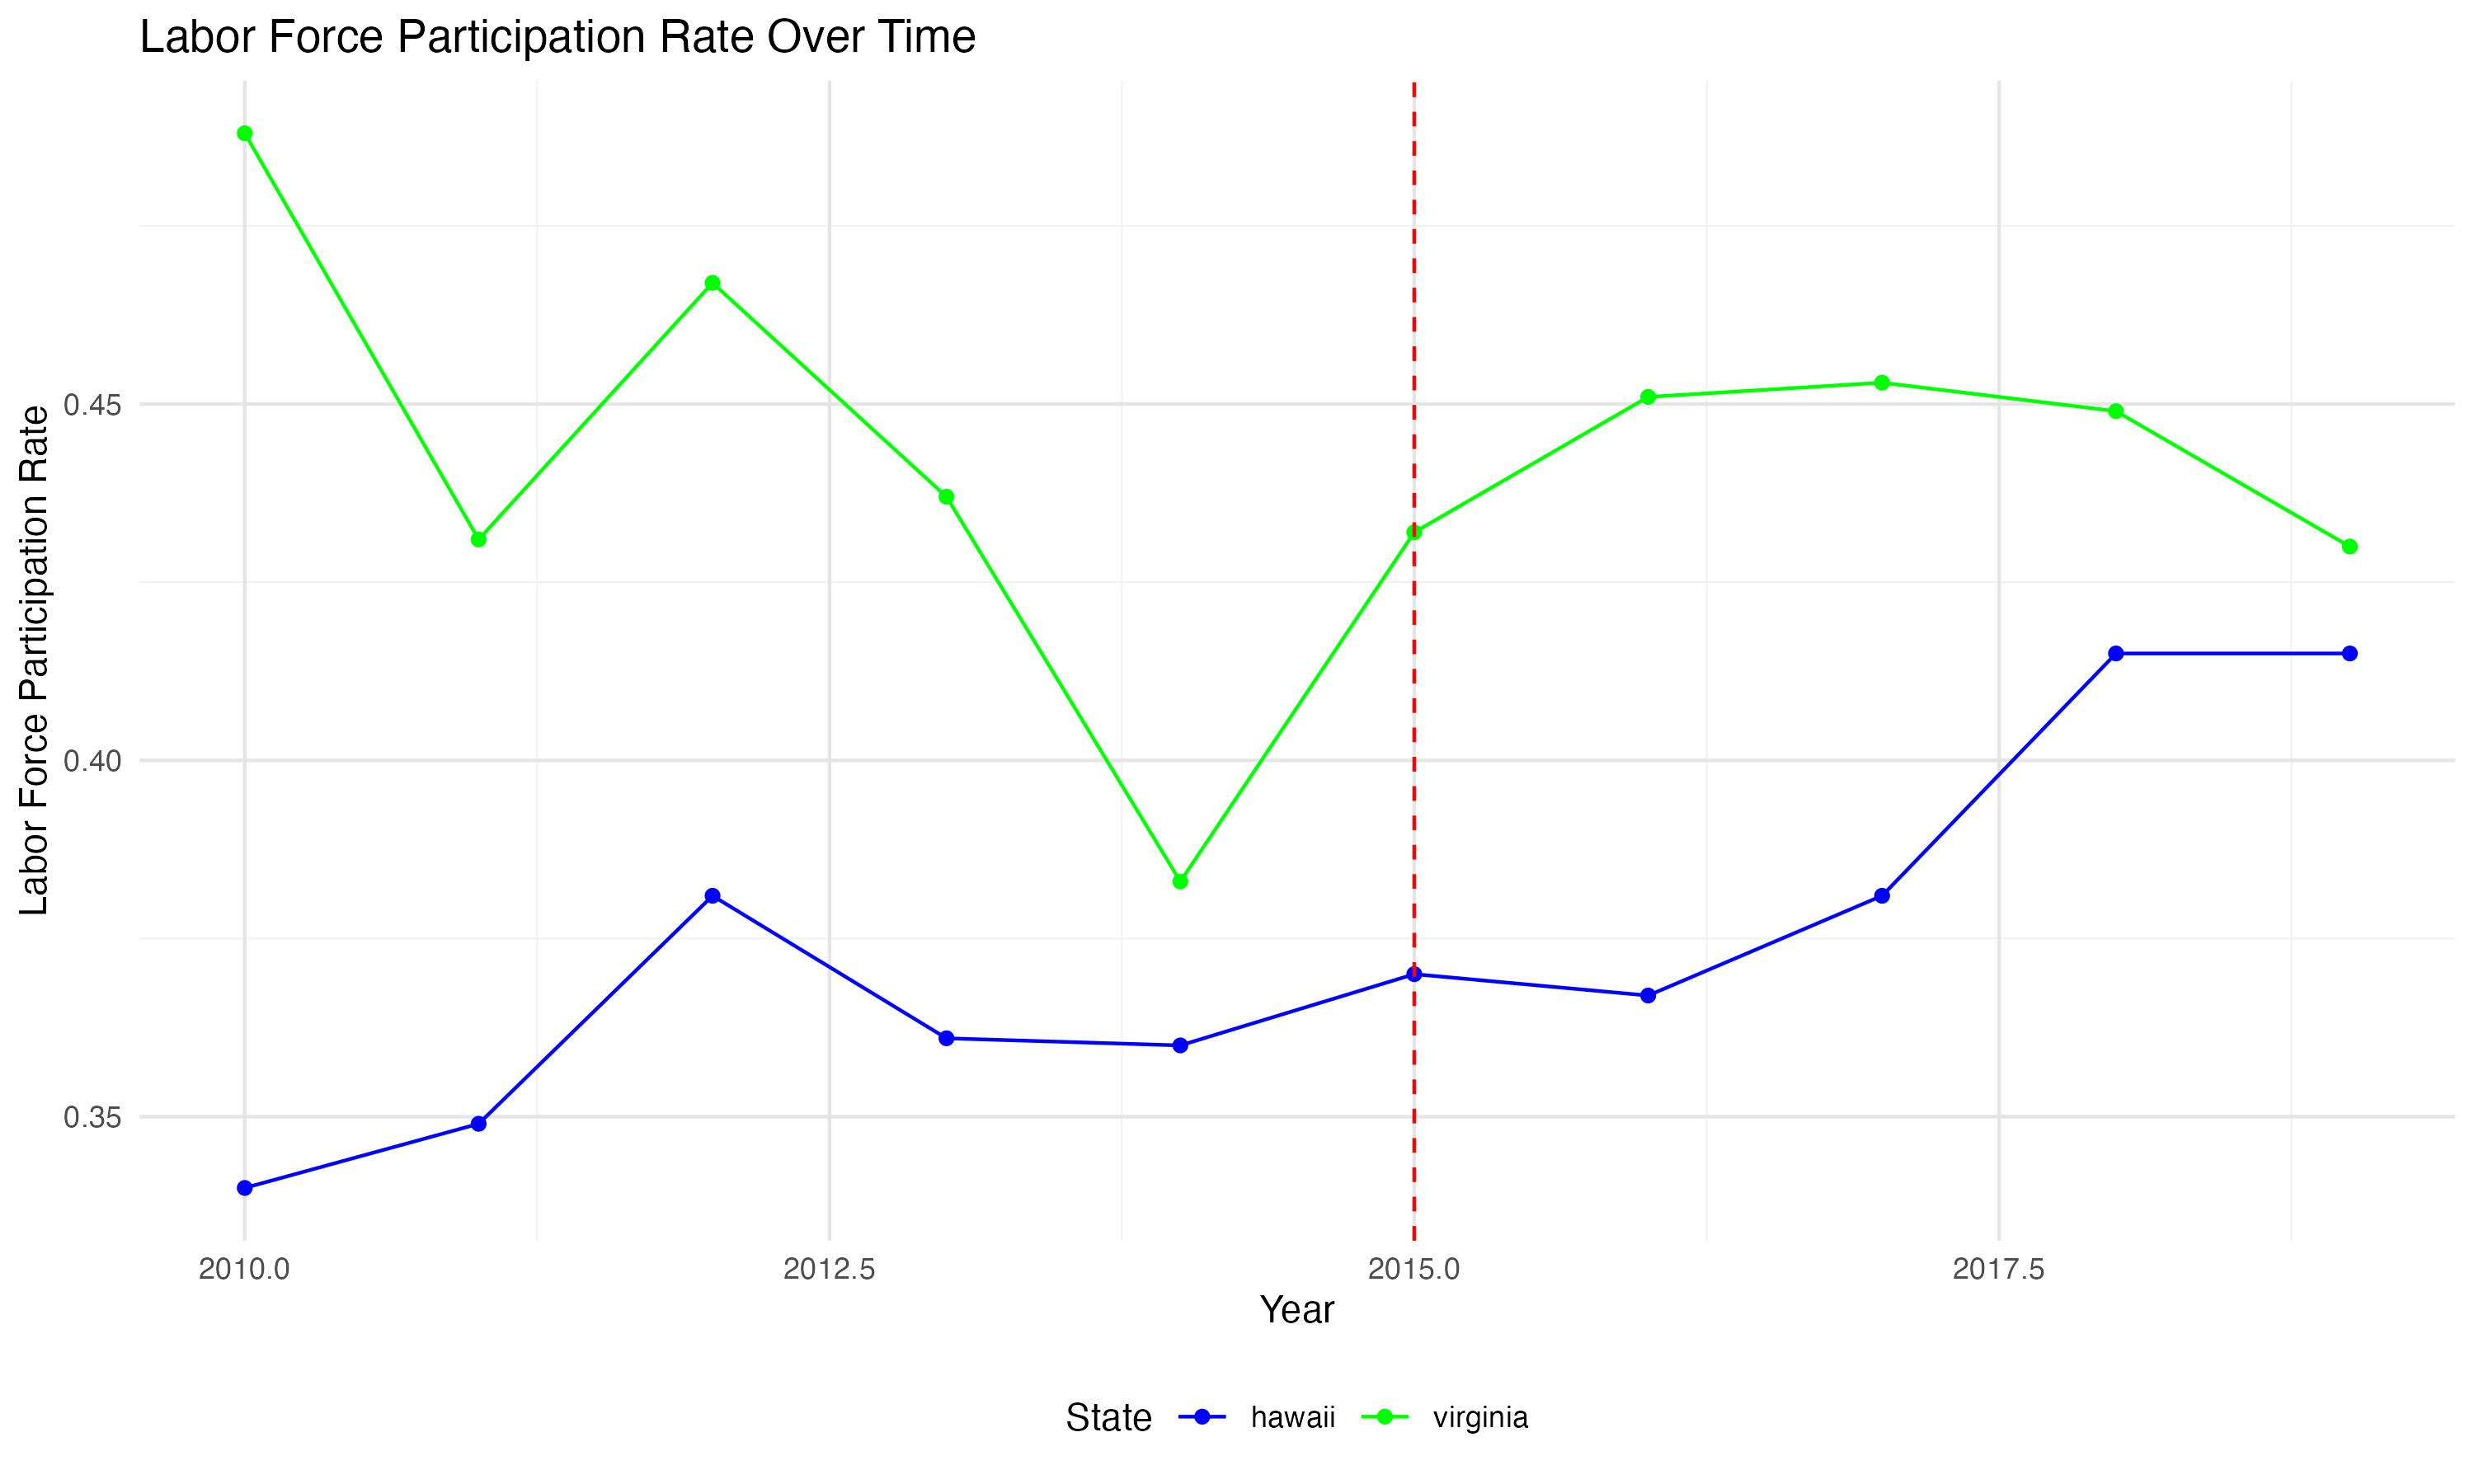 Labor Force Participation Rate Over Time
Labor Force Participation Rate
0.45
0.40
0.35
2010.0 2012.5 2015.0 2017.5
Year
State hawaii virginia